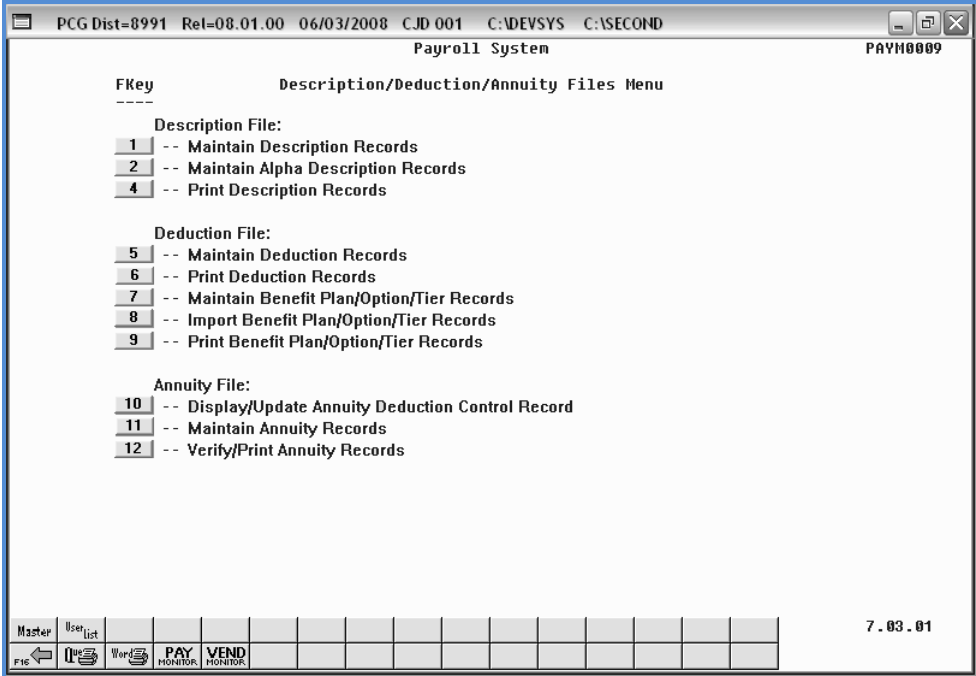 PCG Dist=8991 Rel=08.01.00 06/03/2008 CJD 001 C:\DEVSYS C:\SECOND
Payroll System PAYM0009
FKey Description/Deduction/Annuity Files Menu
----
Description File:
1 -- Maintain Description Records
2 -- Maintain Alpha Description Records
4 -- Print Description Records
Deduction File:
5 -- Maintain Deduction Records
6 -- Print Deduction Records
7 -- Maintain Benefit Plan/Option/Tier Records
8 -- Import Benefit Plan/Option/Tier Records
9 -- Print Benefit Plan/Option/Tier Records
Annuity File:
10 -- Display/Update Annuity Deduction Control Record
11 -- Maintain Annuity Records
12 -- Verify/Print Annuity Records
Master User List 7.03.01
F16 Que Word PAY MONITOR VEND MONITOR